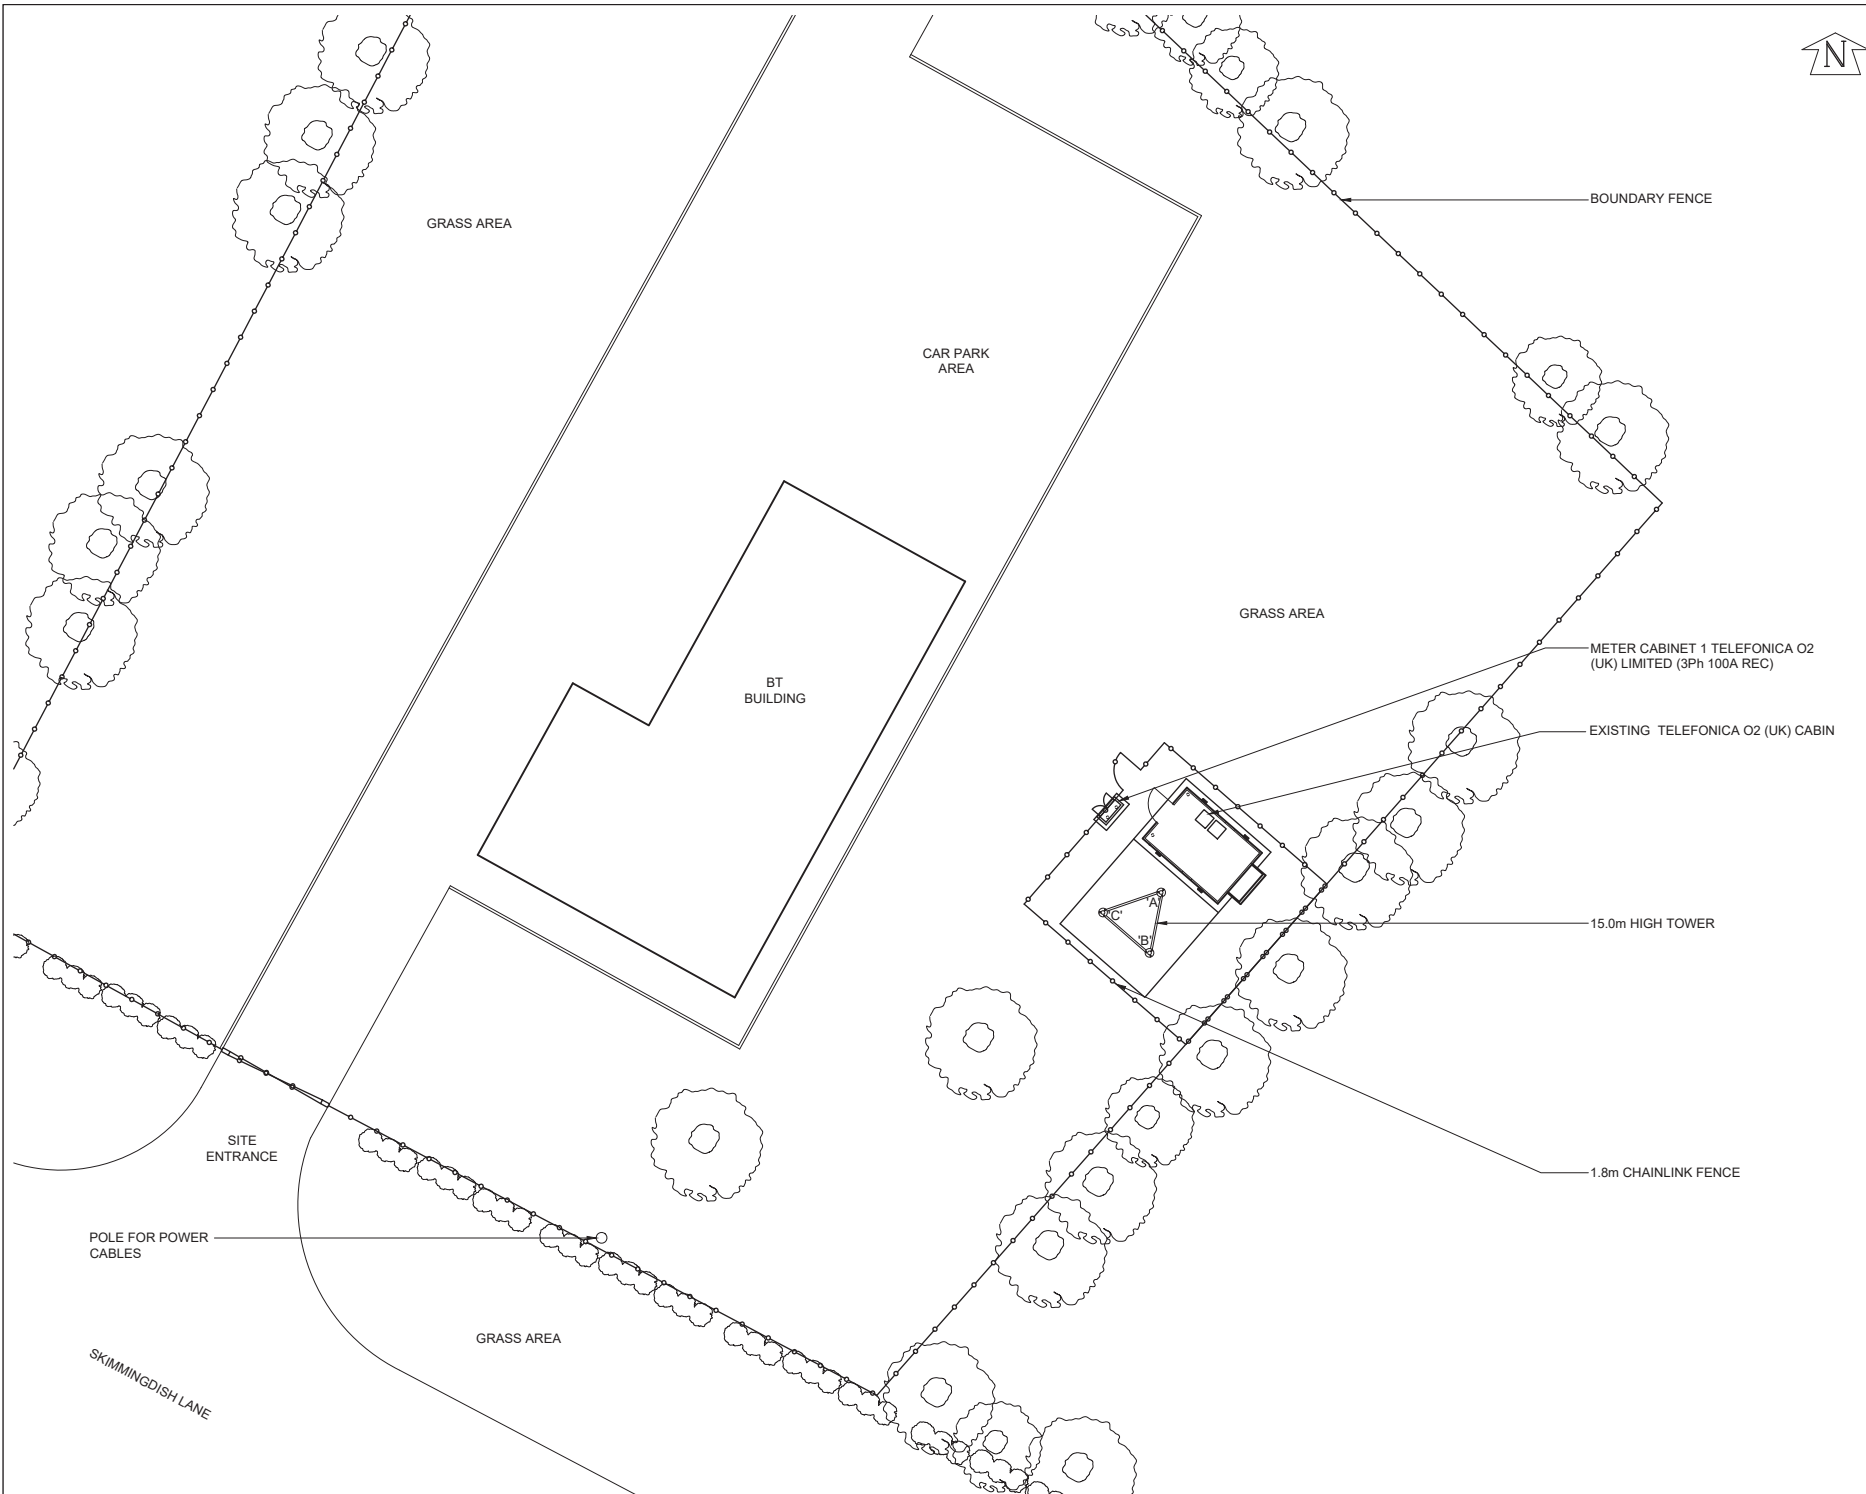 N
BOUNDARY FENCE
GRASS AREA
CAR PARK
AREA
GRASS AREA
METER CABINET 1 TELEFONICA O2
(UK) LIMITED (3Ph 100A REC)
BT
BUILDING
EXISTING  TELEFONICA O2 (UK) CABIN
'A'
'C'
'B'
15.0m HIGH TOWER
SITE
ENTRANCE
1.8m CHAINLINK FENCE
POLE FOR POWER
CABLES
GRASS AREA
SKIMMINGDISH LANE